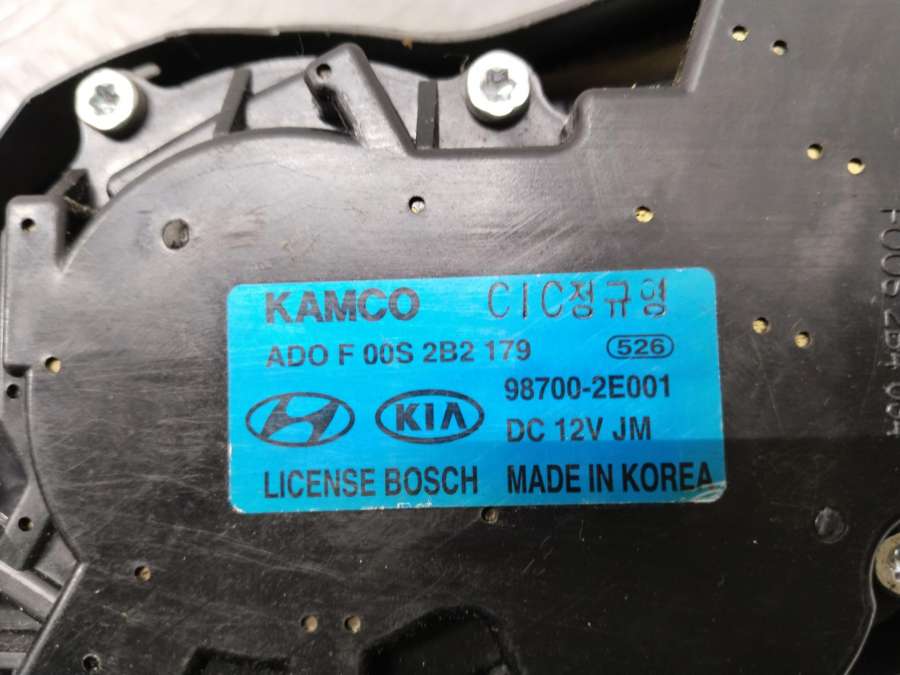 KAMCO CIC정규영
ADO F 00S 2B2 179 526
98700-2E001
KIA
DC 12V JM
LICENSE BOSCH MADE IN KOREA